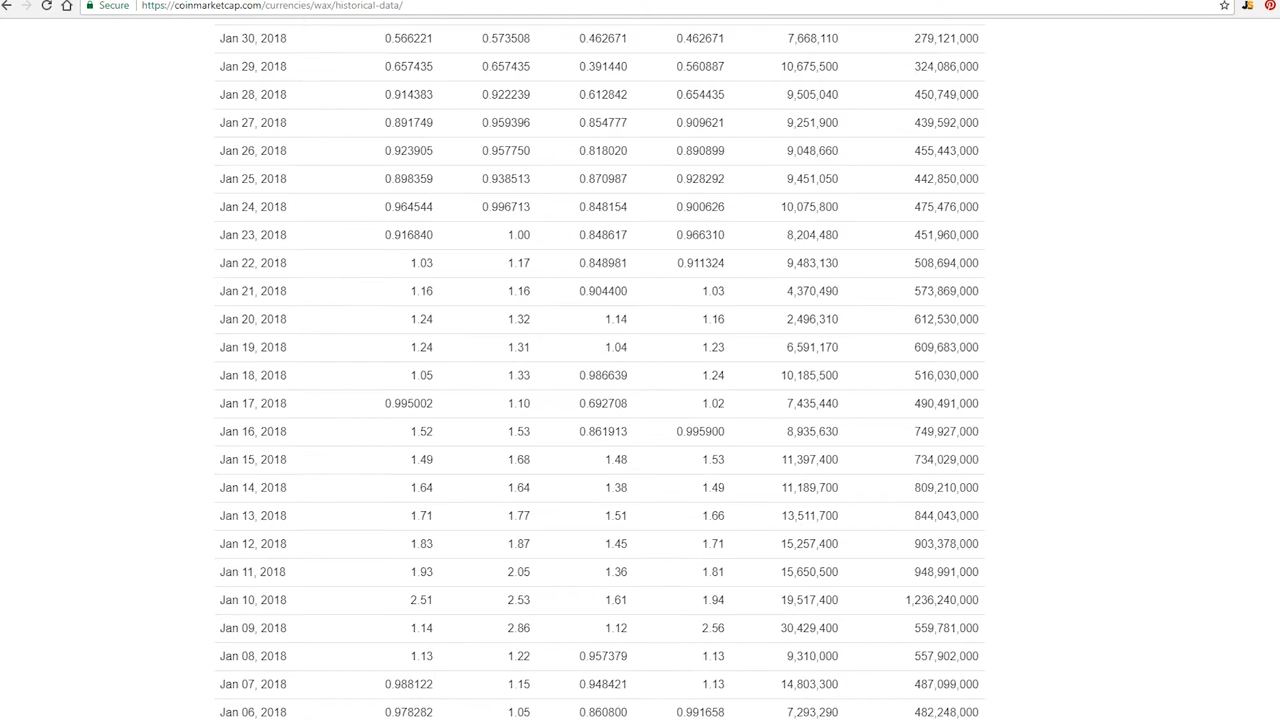 Secure https://coinmarketcap.com/currencies/wax/historical-data/
Jan 30, 2018 0.566221 0.573508 0.462671 0.462671 7,668,110 279,121,000
Jan 29, 2018 0.657435 0.657435 0.391440 0.560887 10,675,500 324,086,000
Jan 28, 2018 0.914383 0.922239 0.612842 0.654435 9,505,040 450,749,000
Jan 27, 2018 0.891749 0.959396 0.854777 0.909621 9,251,900 439,592,000
Jan 26, 2018 0.923905 0.957750 0.818020 0.890899 9,048,660 455,443,000
Jan 25, 2018 0.898359 0.938513 0.870987 0.928292 9,451,050 442,850,000
Jan 24, 2018 0.964544 0.996713 0.848154 0.900626 10,075,800 475,476,000
Jan 23, 2018 0.916840 1.00 0.848617 0.966310 8,204,480 451,960,000
Jan 22, 2018 1.03 1.17 0.848981 0.911324 9,483,130 508,694,000
Jan 21, 2018 1.16 1.16 0.904400 1.03 4,370,490 573,869,000
Jan 20, 2018 1.24 1.32 1.14 1.16 2,496,310 612,530,000
Jan 19, 2018 1.24 1.31 1.04 1.23 6,591,170 609,683,000
Jan 18, 2018 1.05 1.33 0.986639 1.24 10,185,500 516,030,000
Jan 17, 2018 0.995002 1.10 0.692708 1.02 7,435,440 490,491,000
Jan 16, 2018 1.52 1.53 0.861913 0.995900 8,935,630 749,927,000
Jan 15, 2018 1.49 1.68 1.48 1.53 11,397,400 734,029,000
Jan 14, 2018 1.64 1.64 1.38 1.49 11,189,700 809,210,000
Jan 13, 2018 1.71 1.77 1.51 1.66 13,511,700 844,043,000
Jan 12, 2018 1.83 1.87 1.45 1.71 15,257,400 903,378,000
Jan 11, 2018 1.93 2.05 1.36 1.81 15,650,500 948,991,000
Jan 10, 2018 2.51 2.53 1.61 1.94 19,517,400 1,236,240,000
Jan 09, 2018 1.14 2.86 1.12 2.56 30,429,400 559,781,000
Jan 08, 2018 1.13 1.22 0.957379 1.13 9,310,000 557,902,000
Jan 07, 2018 0.988122 1.15 0.948421 1.13 14,803,300 487,099,000
Jan 06, 2018 0.978282 1.05 0.860800 0.991658 7,293,290 482,248,000